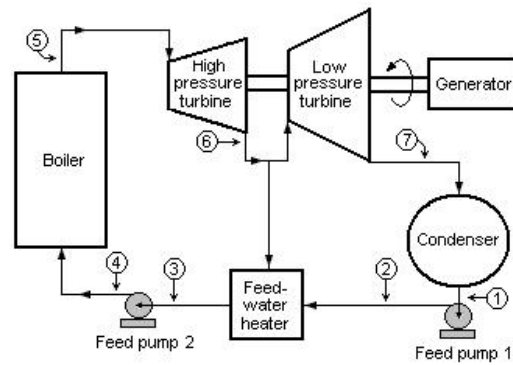 ⑤
High
pressure
turbine
Low
pressure
turbine
Generator
⑥
⑦
Boiler
Condenser
④
③
②
①
Feed-
water
heater
Feed pump 2
Feed pump 1